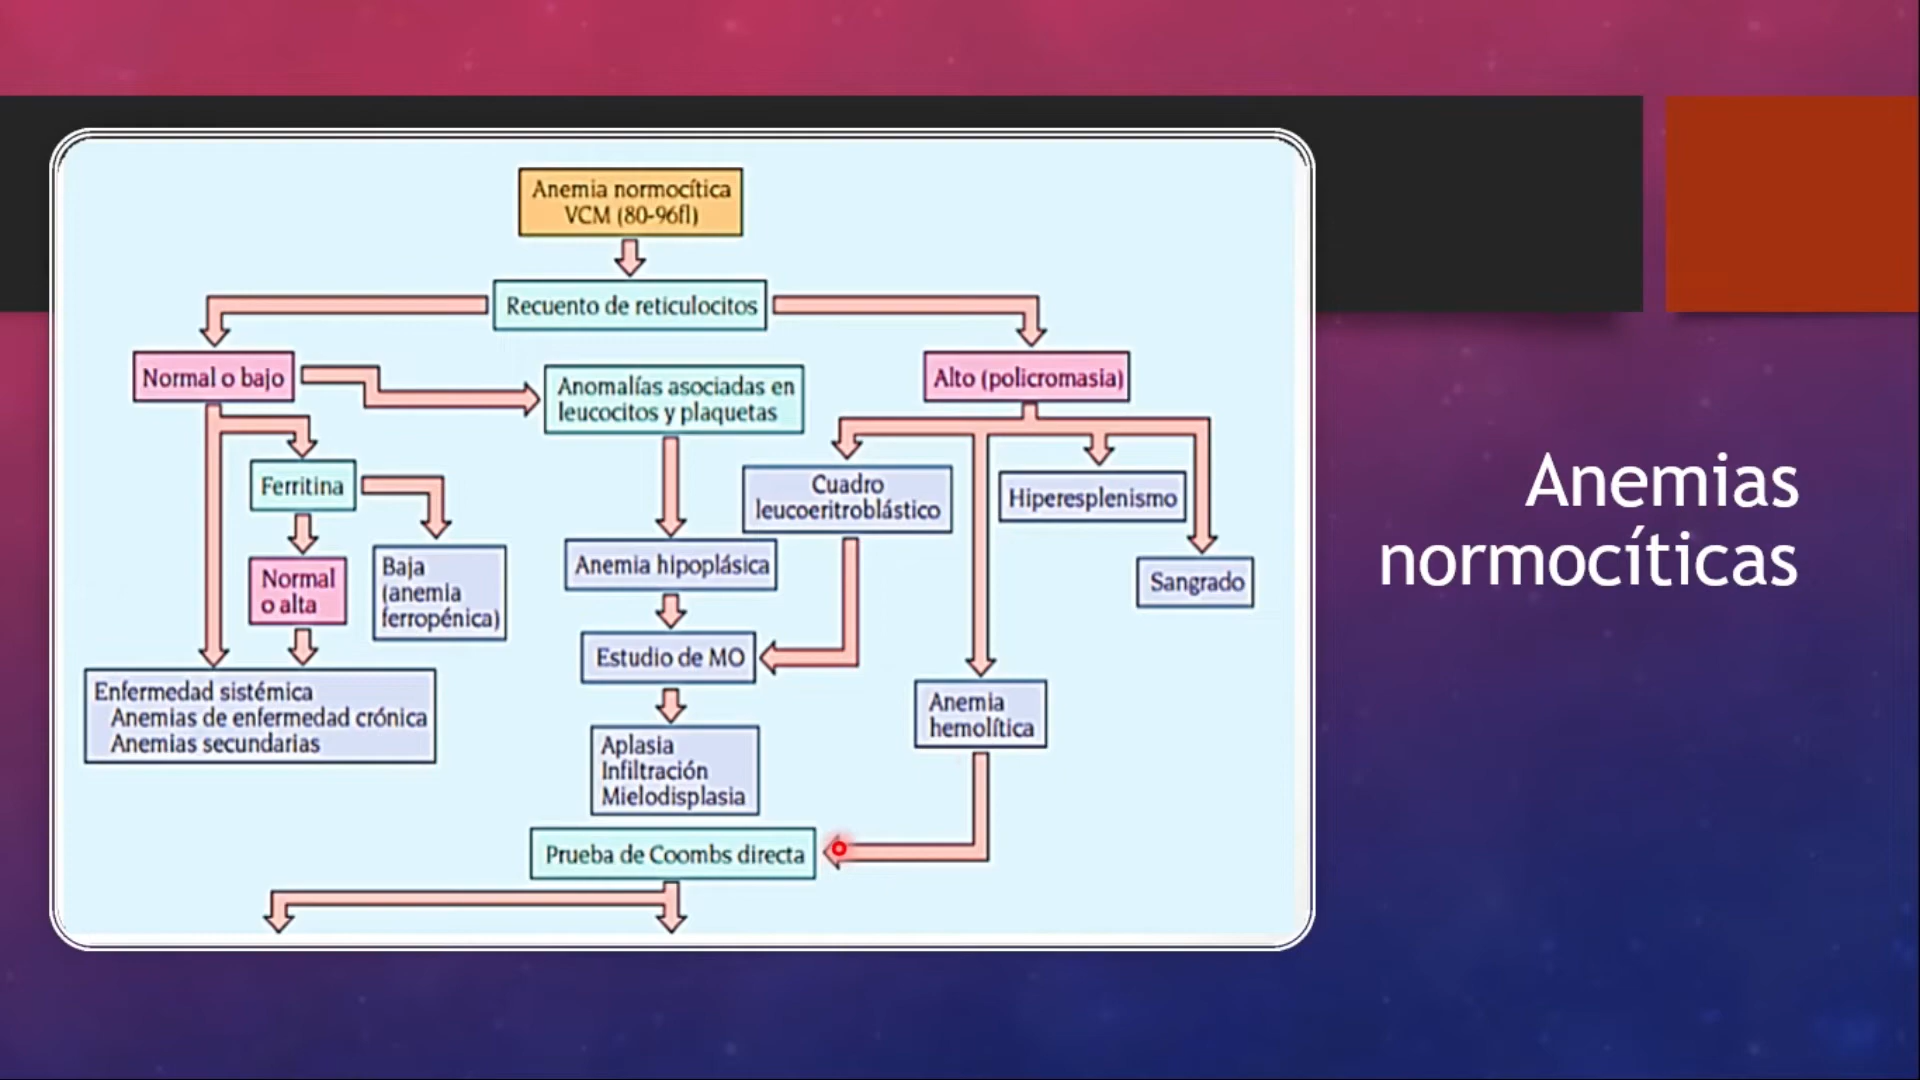 Anemia normocítica
VCM (80-96fl)
Recuento de reticulocitos
Normal o bajo
Anomalías asociadas en
leucocitos y plaquetas
Alto (policromasia)
Ferritina
Cuadro
leucoeritroblástico
Hiperesplenismo
Normal
o alta
Baja
(anemia
ferropénica)
Anemia hipoplásica
Sangrado
Estudio de MO
Enfermedad sistémica
Anemias de enfermedad crónica
Anemias secundarias
Anemia
hemolítica
Aplasia
Infiltración
Mielodisplasia
Prueba de Coombs directa
Anemias
normocíticas